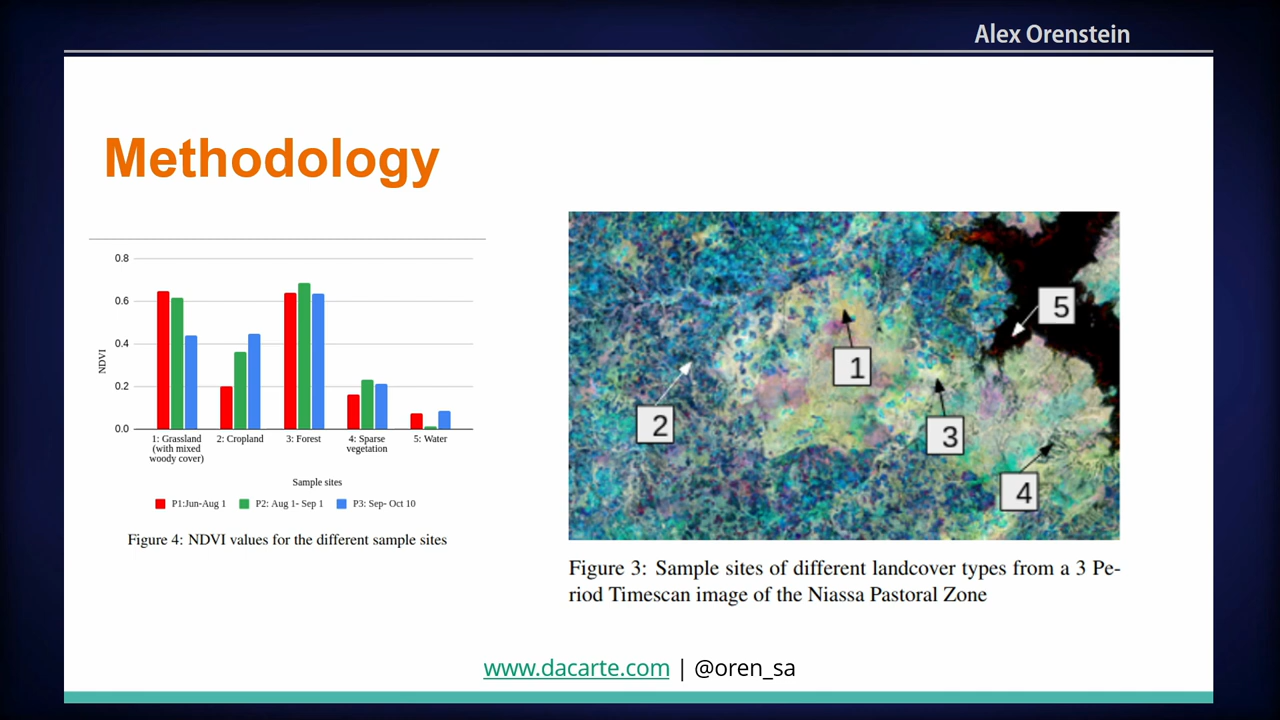 Alex Orenstein
Methodology
0.8
0.6
0.4
0.2
0.0
NDVI
1: Grassland
(with mixed
woody cover)
2: Cropland
3: Forest
4: Sparse
vegetation
5: Water
Sample sites
P1:Jun-Aug 1
P2: Aug 1- Sep 1
P3: Sep- Oct 10
Figure 4: NDVI values for the different sample sites
1
2
3
4
5
Figure 3: Sample sites of different landcover types from a 3 Pe-
riod Timescan image of the Niassa Pastoral Zone
www.dacarte.com | @oren_sa